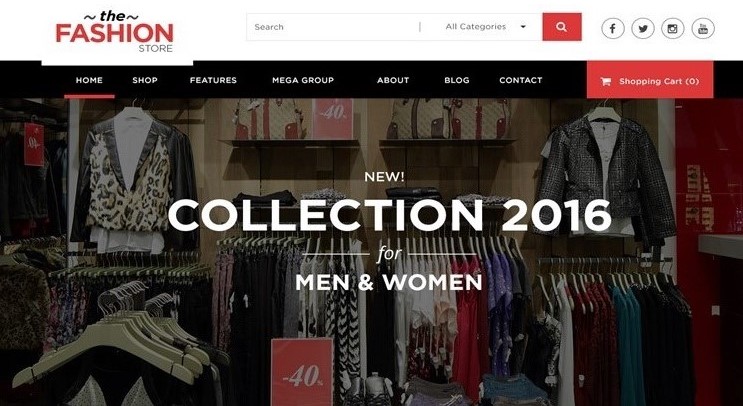 ~the~
FASHION
STORE
Search | All Categories
HOME SHOP FEATURES MEGA GROUP ABOUT BLOG CONTACT Shopping Cart (0)
-40%
NEW!
COLLECTION 2016
for
MEN & WOMEN
-40%